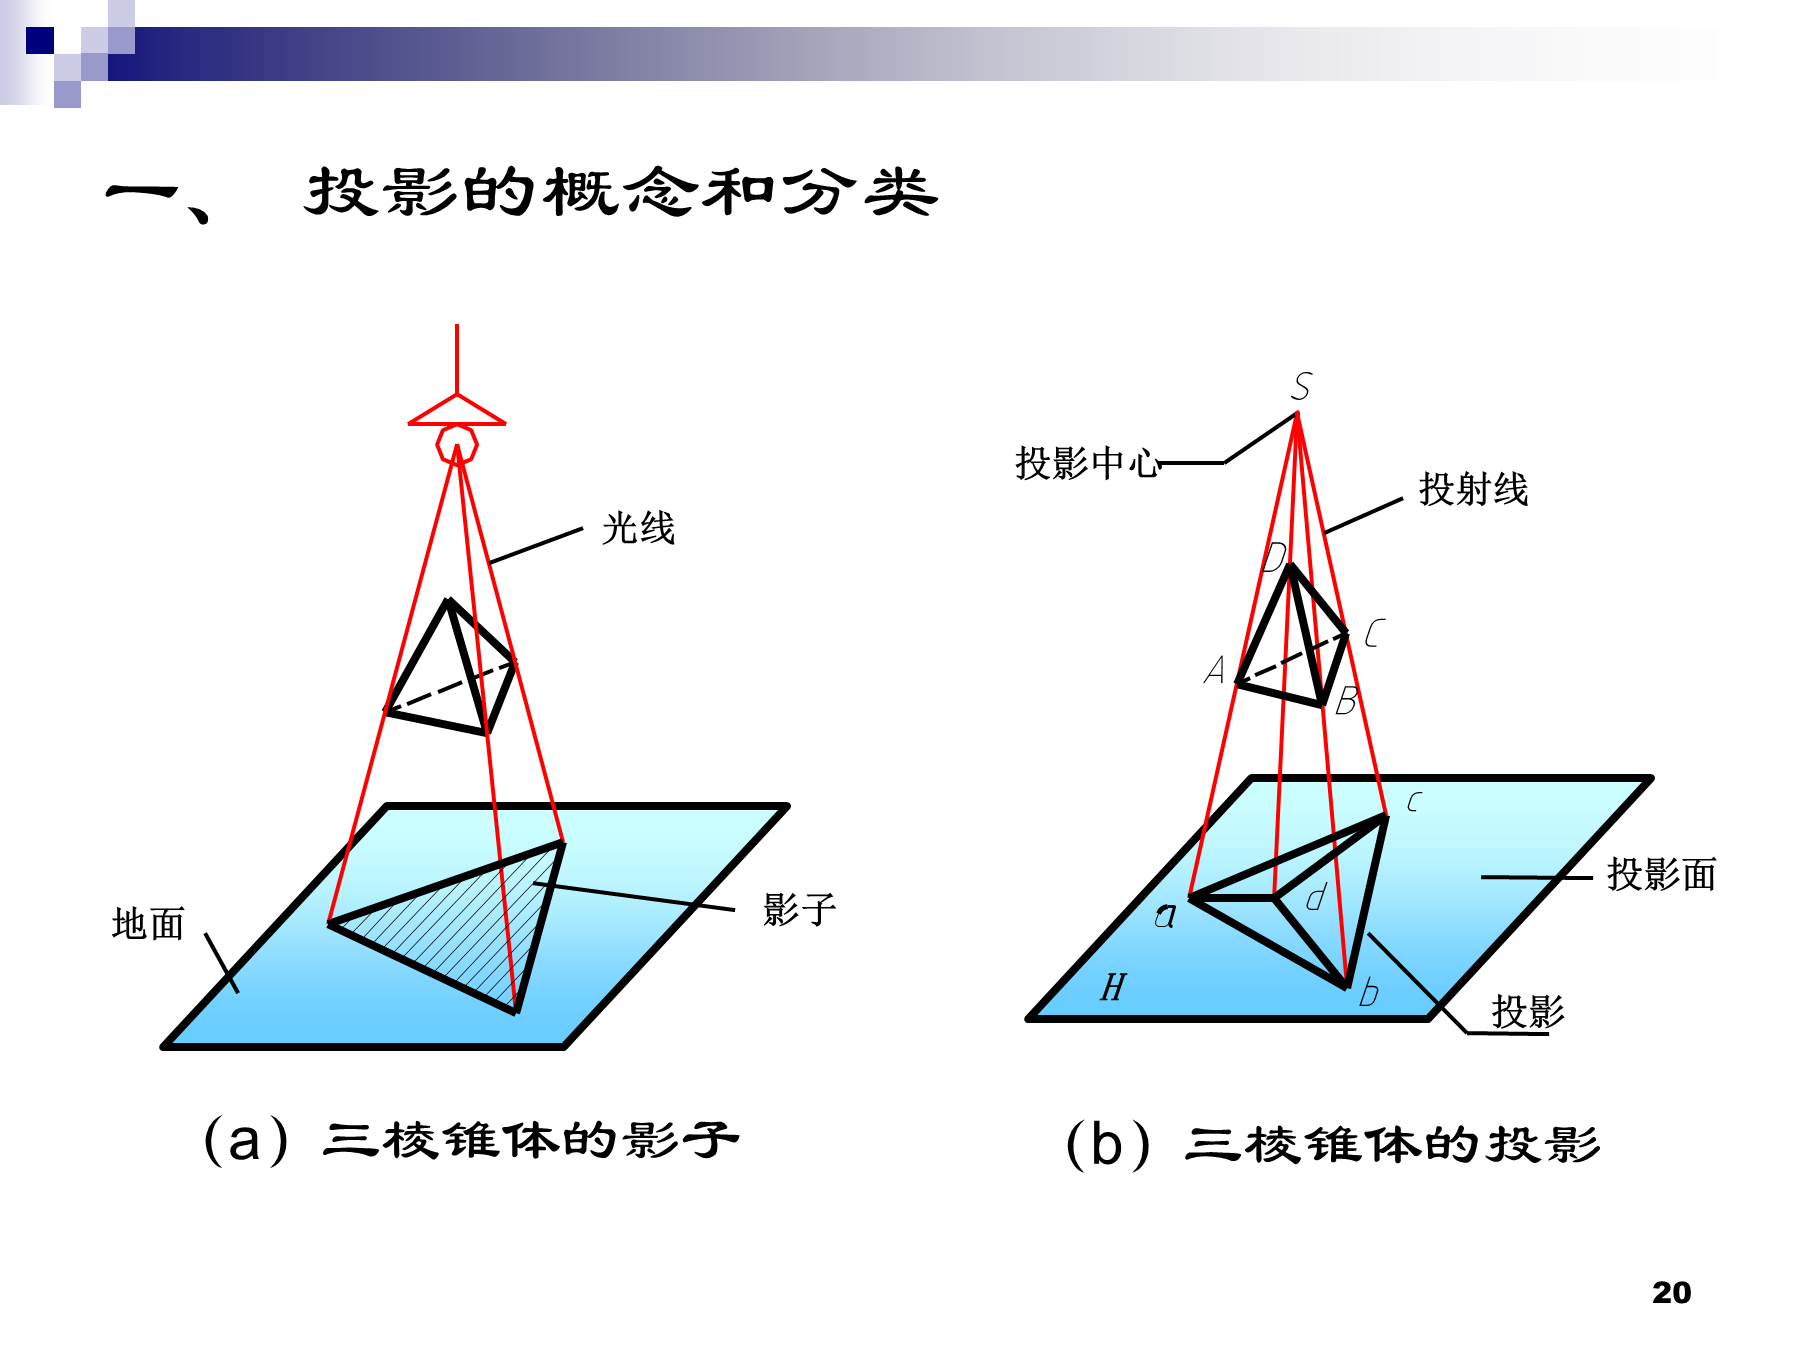 一、 投影的概念和分类
光线
地面
影子
(a)三棱锥体的影子
S
投影中心
投射线
D
C
A
B
c
投影面
d
a
H
b
投影
(b)三棱锥体的投影
20